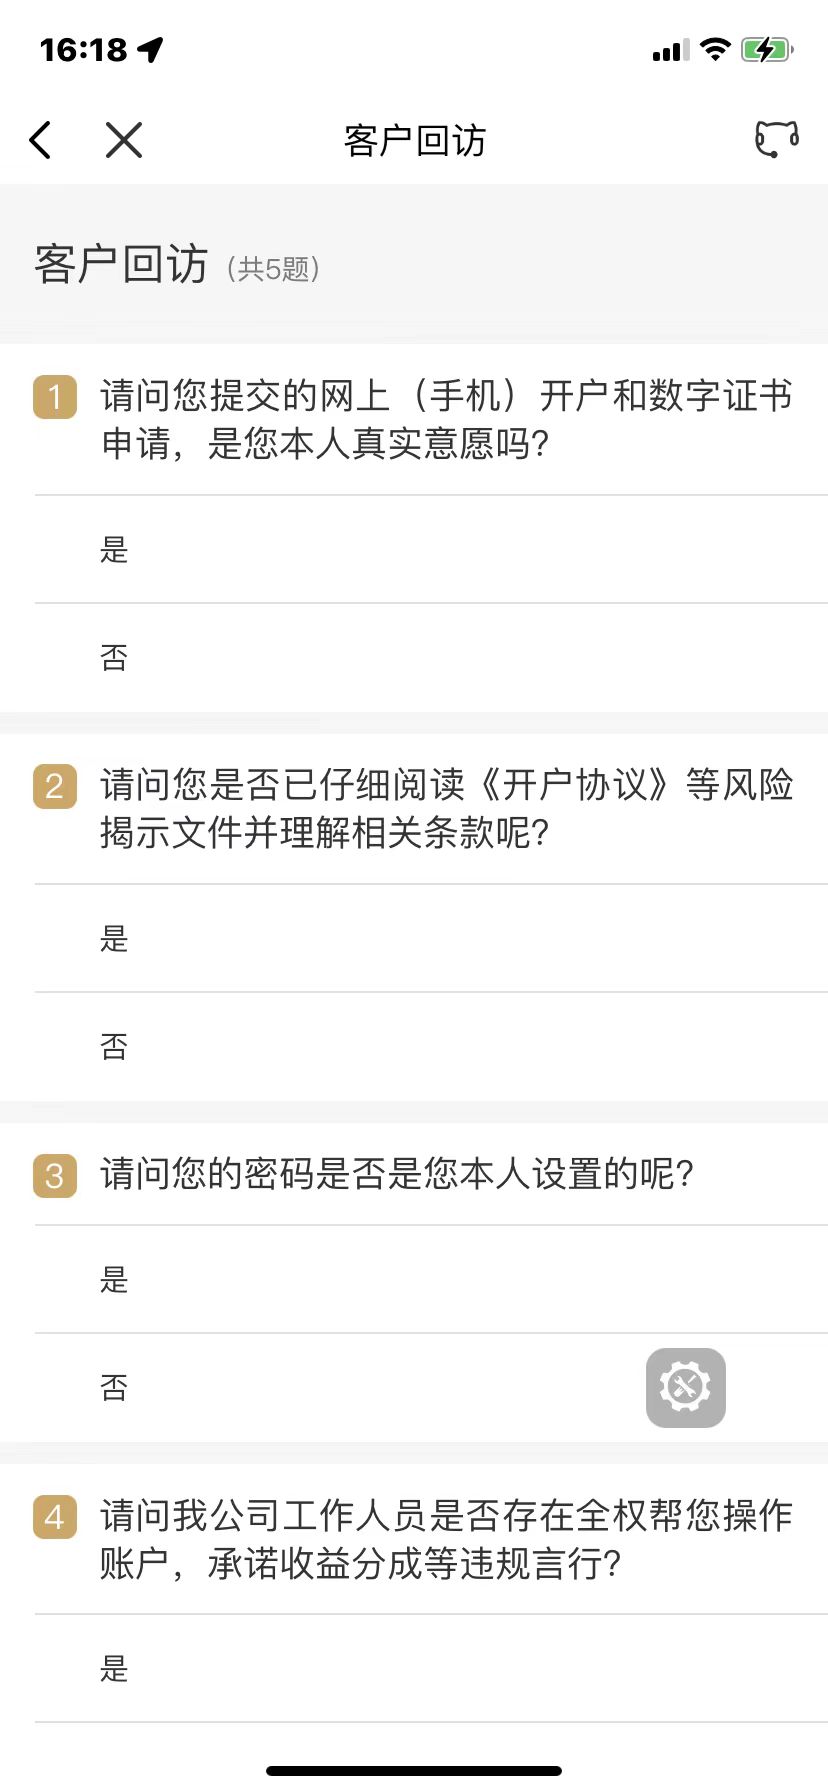 16:18
客户回访
客户回访（共5题）
1 请问您提交的网上（手机）开户和数字证书
申请，是您本人真实意愿吗？
是
否
2 请问您是否已仔细阅读《开户协议》等风险
揭示文件并理解相关条款呢？
是
否
3 请问您的密码是否是您本人设置的呢？
是
否
4 请问我公司工作人员是否存在全权帮您操作
账户，承诺收益分成等违规言行？
是